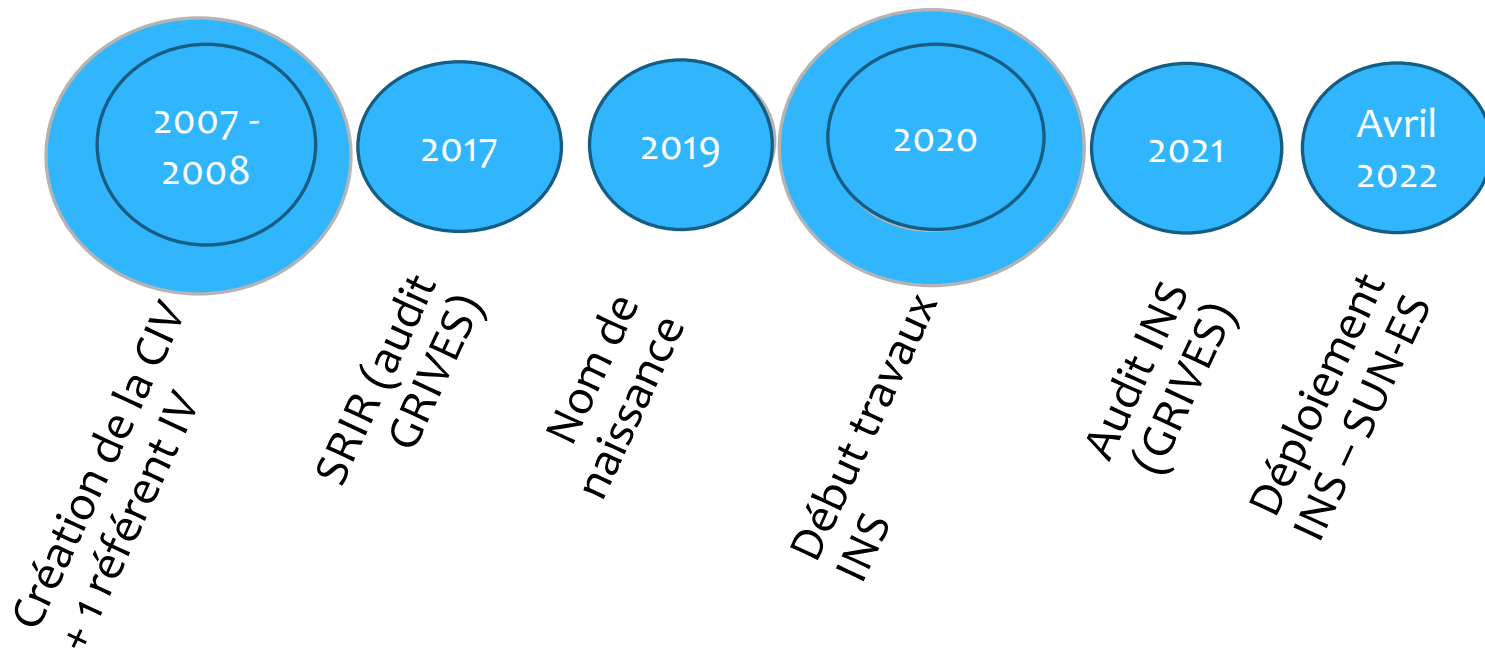 2007 -
2008
2017
2019
2020
2021
Avril
2022
Création de la CIV
+ 1 référent IV
SRIR (audit
GRIVES)
Nom de
naissance
Début travaux
INS
Audit INS
(GRIVES)
Déploiement
INS – SUN-ES